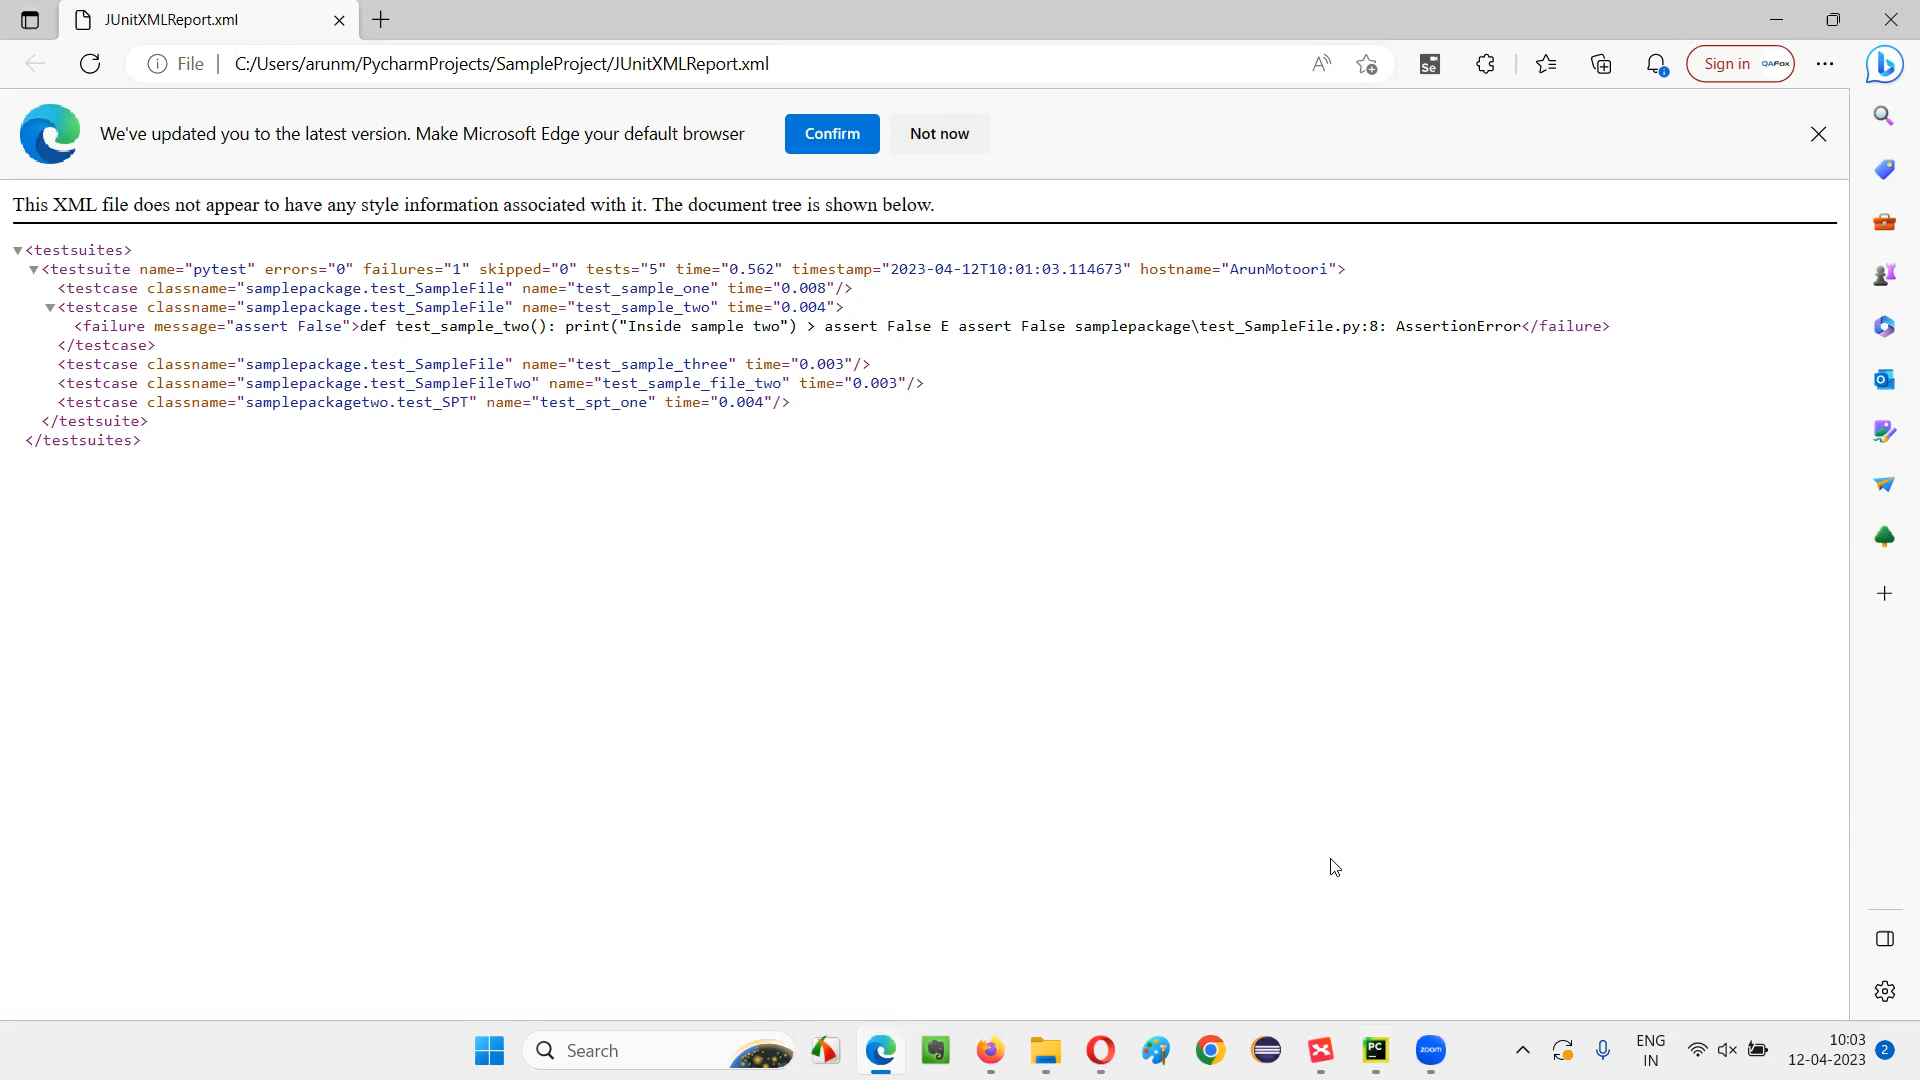 JUnitXMLReport.xml
File
C:/Users/arunm/PycharmProjects/SampleProject/JUnitXMLReport.xml
Se
Sign in
QAFox
We've updated you to the latest version. Make Microsoft Edge your default browser
Confirm
Not now
This XML file does not appear to have any style information associated with it. The document tree is shown below.
<testsuites>
<testsuite name="pytest" errors="0" failures="1" skipped="0" tests="5" time="0.562" timestamp="2023-04-12T10:01:03.114673" hostname="ArunMotoori">
<testcase classname="samplepackage.test_SampleFile" name="test_sample_one" time="0.008"/>
<testcase classname="samplepackage.test_SampleFile" name="test_sample_two" time="0.004">
<failure message="assert False">def test_sample_two(): print("Inside sample two") > assert False E assert False samplepackage\test_SampleFile.py:8: AssertionError</failure>
</testcase>
<testcase classname="samplepackage.test_SampleFile" name="test_sample_three" time="0.003"/>
<testcase classname="samplepackage.test_SampleFileTwo" name="test_sample_file_two" time="0.003"/>
<testcase classname="samplepackagetwo.test_SPT" name="test_spt_one" time="0.004"/>
</testsuite>
</testsuites>
Search
PC
zoom
ENG
IN
10:03
12-04-2023
2